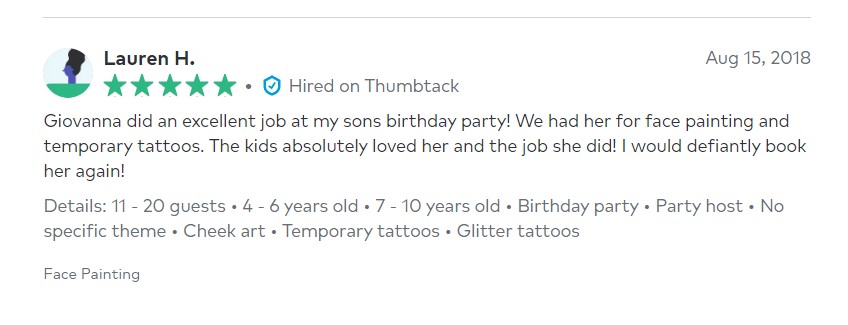 Lauren H.
Aug 15, 2018
• Hired on Thumbtack
Giovanna did an excellent job at my sons birthday party! We had her for face painting and
temporary tattoos. The kids absolutely loved her and the job she did! I would defiantly book
her again!
Details: 11 - 20 guests • 4 - 6 years old • 7 - 10 years old • Birthday party • Party host • No
specific theme • Cheek art • Temporary tattoos • Glitter tattoos
Face Painting